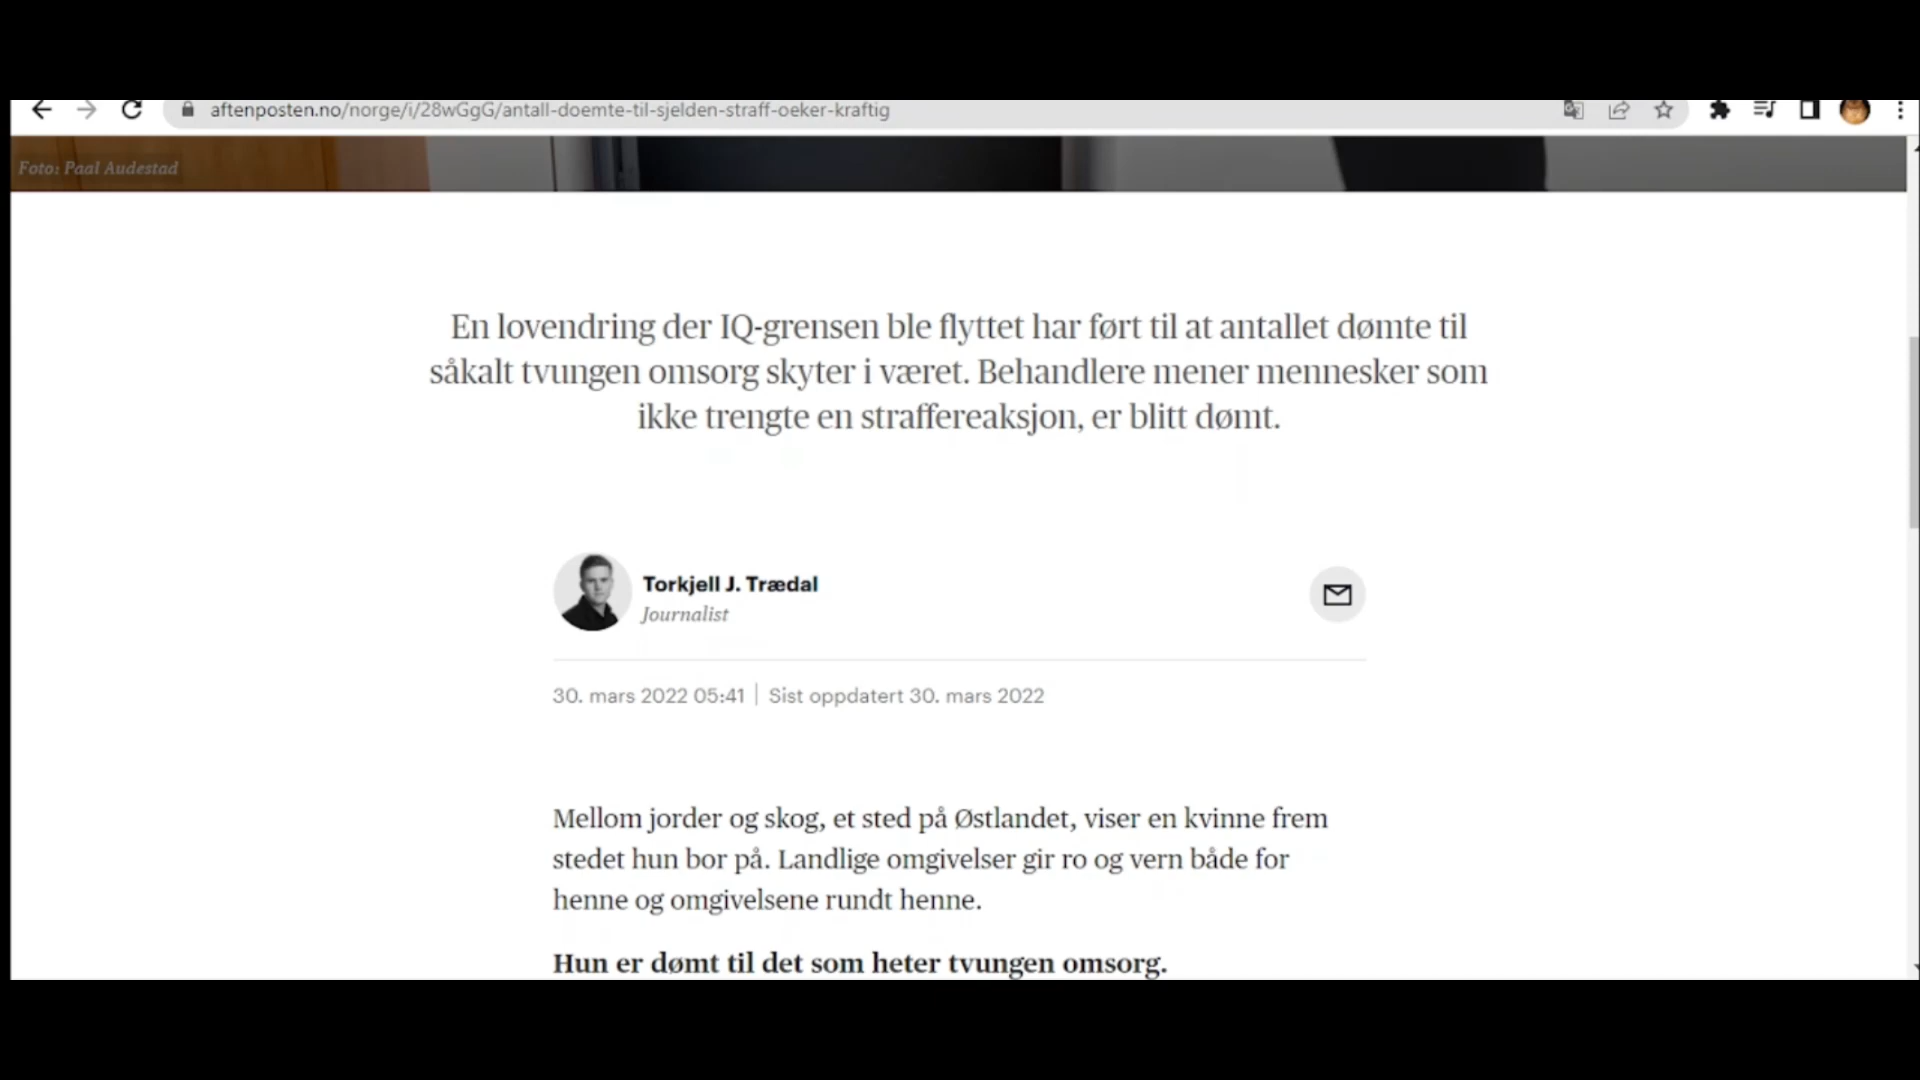 aftenposten.no/norge/i/28wGgG/antall-doemte-til-sjelden-straff-oeker-kraftig
Foto: Paal Audestad
En lovendring der IQ-grensen ble flyttet har ført til at antallet dømte til
såkalt tvungen omsorg skyter i været. Behandlere mener mennesker som
ikke trengte en straffereaksjon, er blitt dømt.
Torkjell J. Trædal
Journalist
30. mars 2022 05:41 | Sist oppdatert 30. mars 2022
Mellom jorder og skog, et sted på Østlandet, viser en kvinne frem
stedet hun bor på. Landlige omgivelser gir ro og vern både for
henne og omgivelsene rundt henne.
Hun er dømt til det som heter tvungen omsorg.